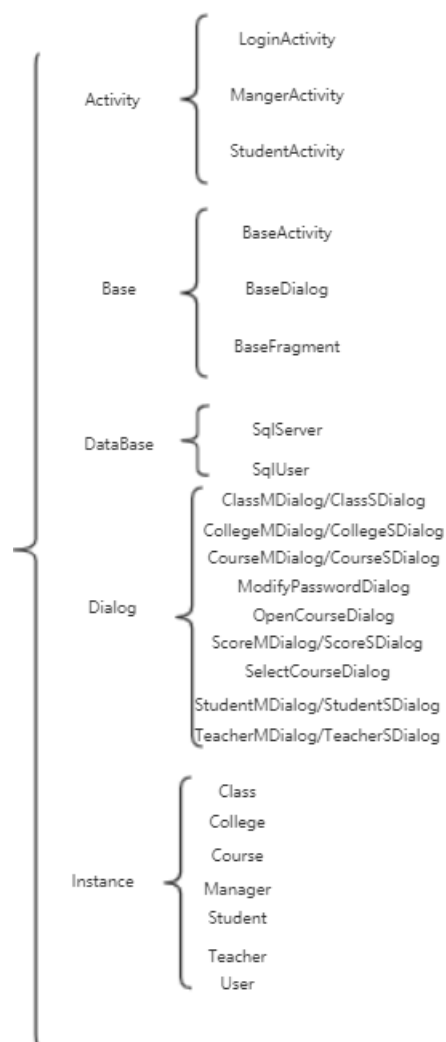 Activity
LoginActivity
MangerActivity
StudentActivity
Base
BaseActivity
BaseDialog
BaseFragment
DataBase
SqlServer
SqlUser
Dialog
ClassMDialog/ClassSDialog
CollegeMDialog/CollegeSDialog
CourseMDialog/CourseSDialog
ModifyPasswordDialog
OpenCourseDialog
ScoreMDialog/ScoreSDialog
SelectCourseDialog
StudentMDialog/StudentSDialog
TeacherMDialog/TeacherSDialog
Instance
Class
College
Course
Manager
Student
Teacher
User